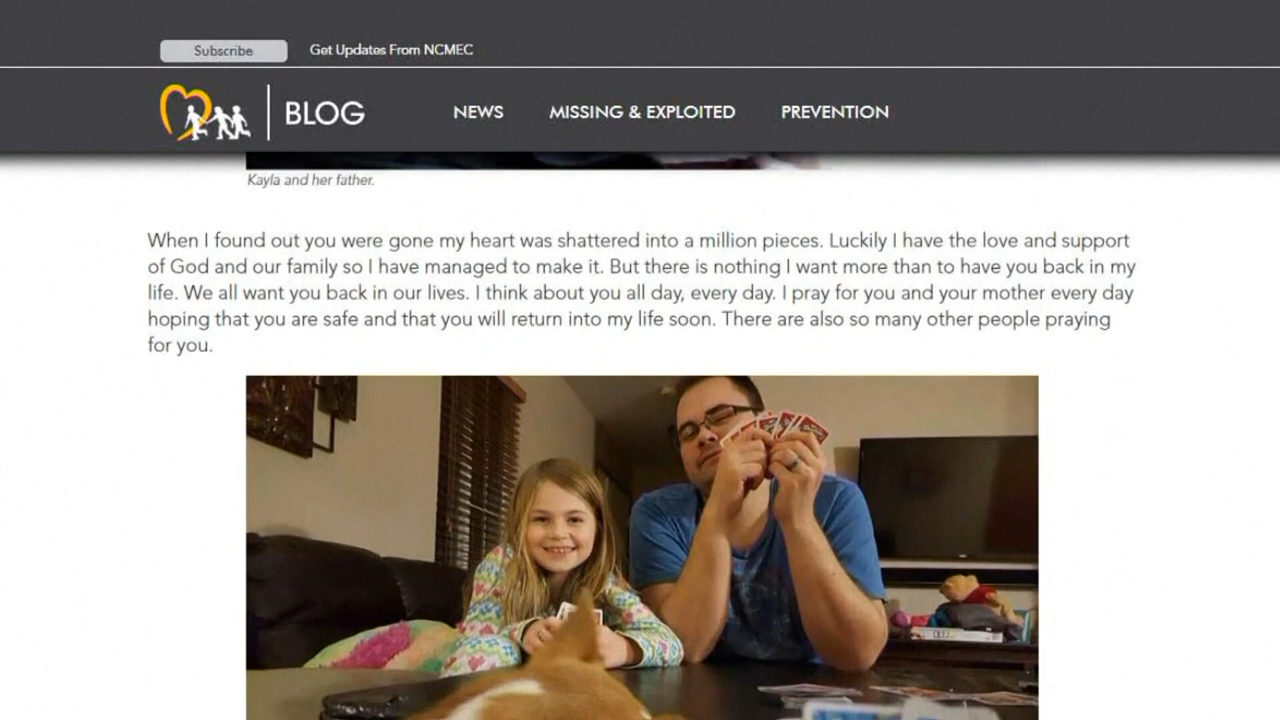 Subscribe
Get Updates From NCMEC
BLOG
NEWS
MISSING & EXPLOITED
PREVENTION
Kayla and her father.
When I found out you were gone my heart was shattered into a million pieces. Luckily I have the love and support
of God and our family so I have managed to make it. But there is nothing I want more than to have you back in my
life. We all want you back in our lives. I think about you all day, every day. I pray for you and your mother every day
hoping that you are safe and that you will return into my life soon. There are also so many other people praying
for you.